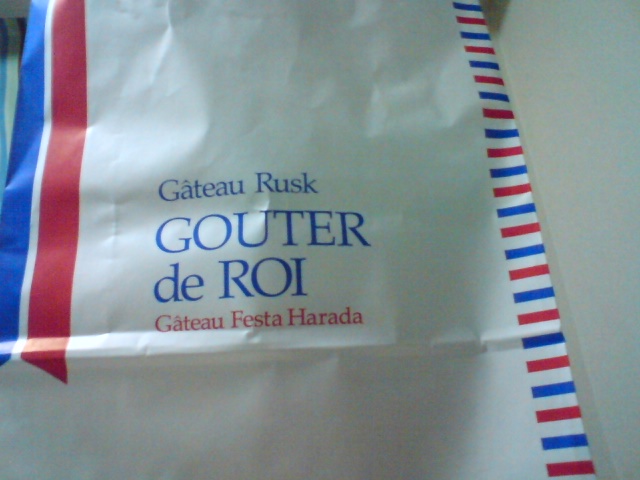 Gâteau Rusk
GOUTER
de ROI
Gâteau Festa Harada